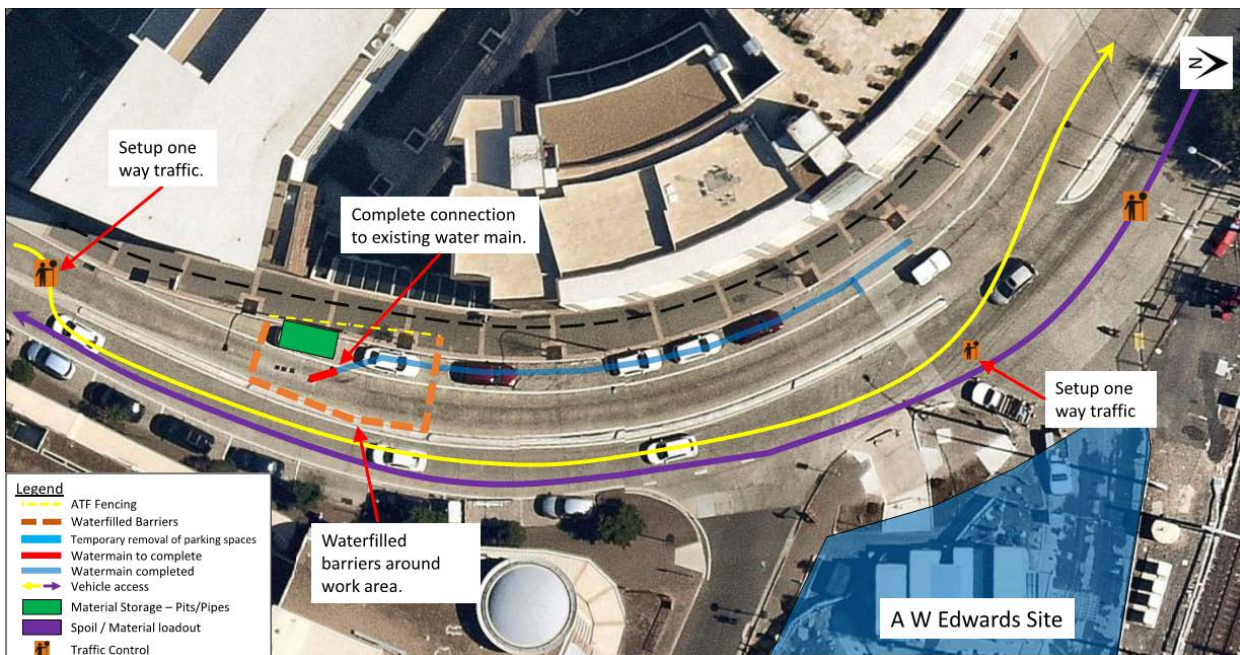 Setup one
way traffic.
Complete connection
to existing water main.
N
Setup one
way traffic
Waterfilled
barriers around
work area.
A W Edwards Site
Legend
ATF Fencing
Waterfilled Barriers
Temporary removal of parking spaces
Watermain to complete
Watermain completed
Vehicle access
Material Storage – Pits/Pipes
Spoil / Material loadout
Traffic Control